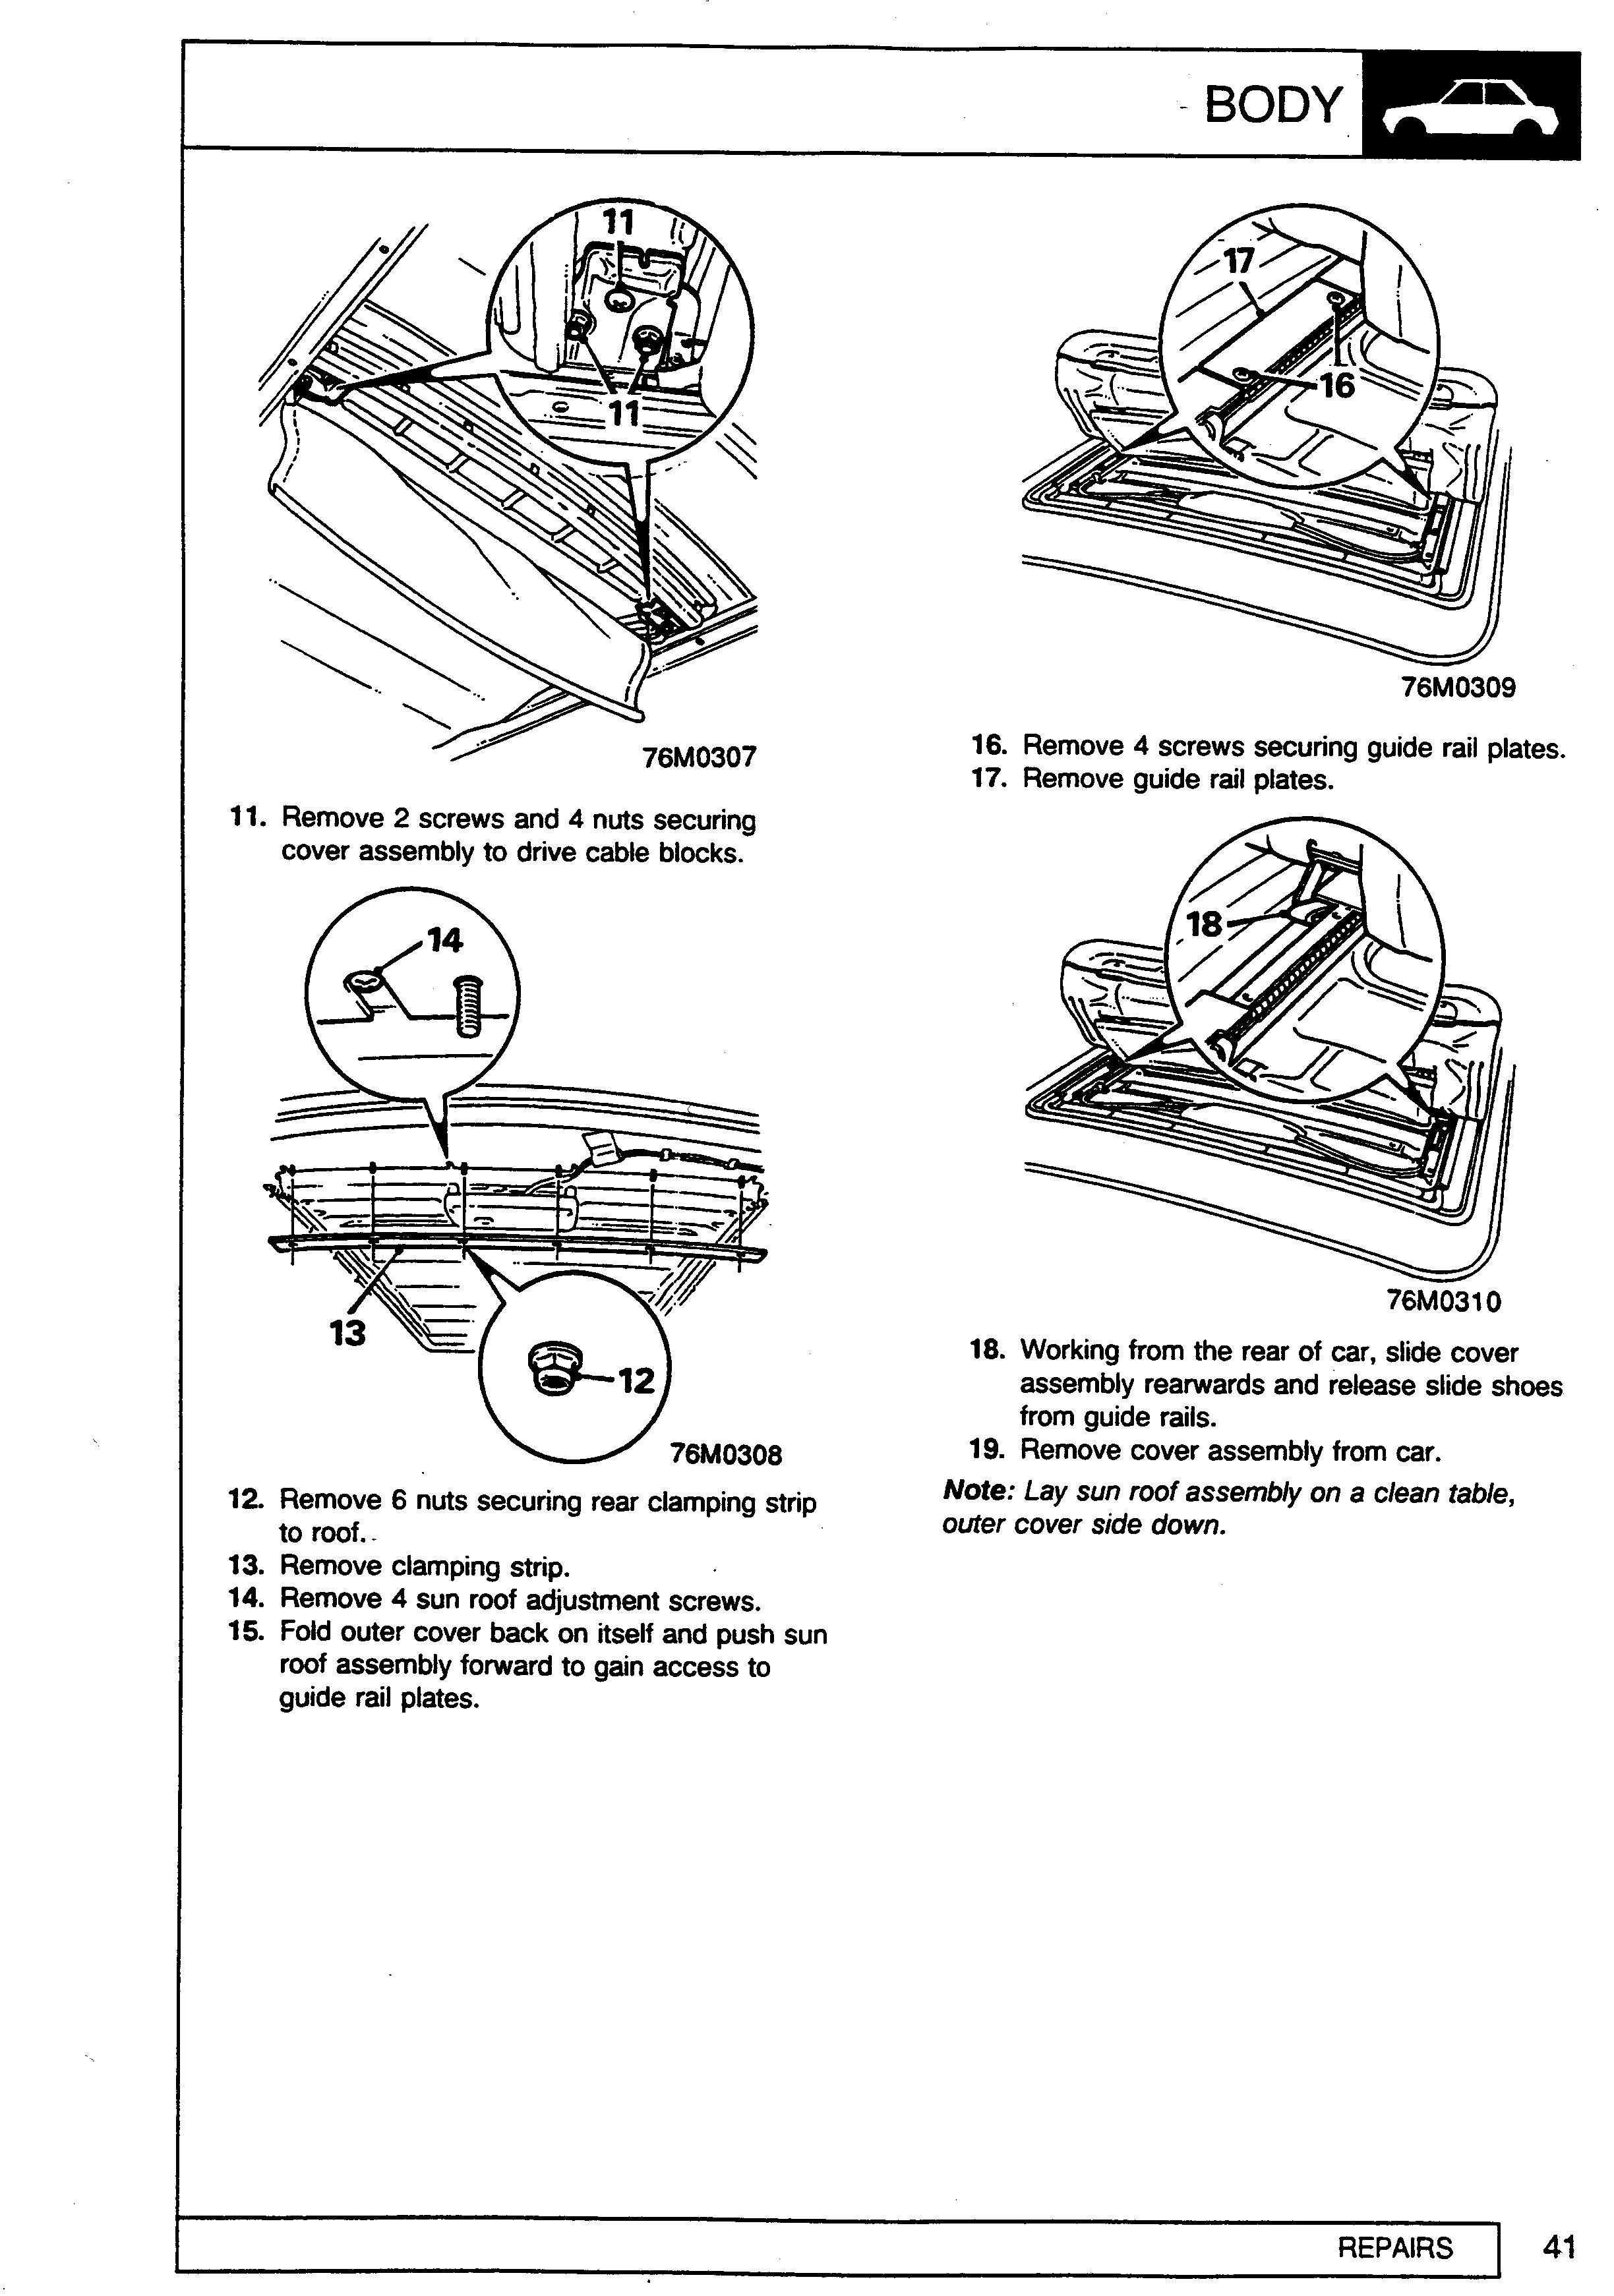 BODY
11
11
76M0307
11. Remove 2 screws and 4 nuts securing
cover assembly to drive cable blocks.
14
13
12
76M0308
12. Remove 6 nuts securing rear clamping strip
to roof.
13. Remove clamping strip.
14. Remove 4 sun roof adjustment screws.
15. Fold outer cover back on itself and push sun
roof assembly forward to gain access to
guide rail plates.
17
16
76M0309
16. Remove 4 screws securing guide rail plates.
17. Remove guide rail plates.
18
76M0310
18. Working from the rear of car, slide cover
assembly rearwards and release slide shoes
from guide rails.
19. Remove cover assembly from car.
Note: Lay sun roof assembly on a clean table,
outer cover side down.
REPAIRS
41